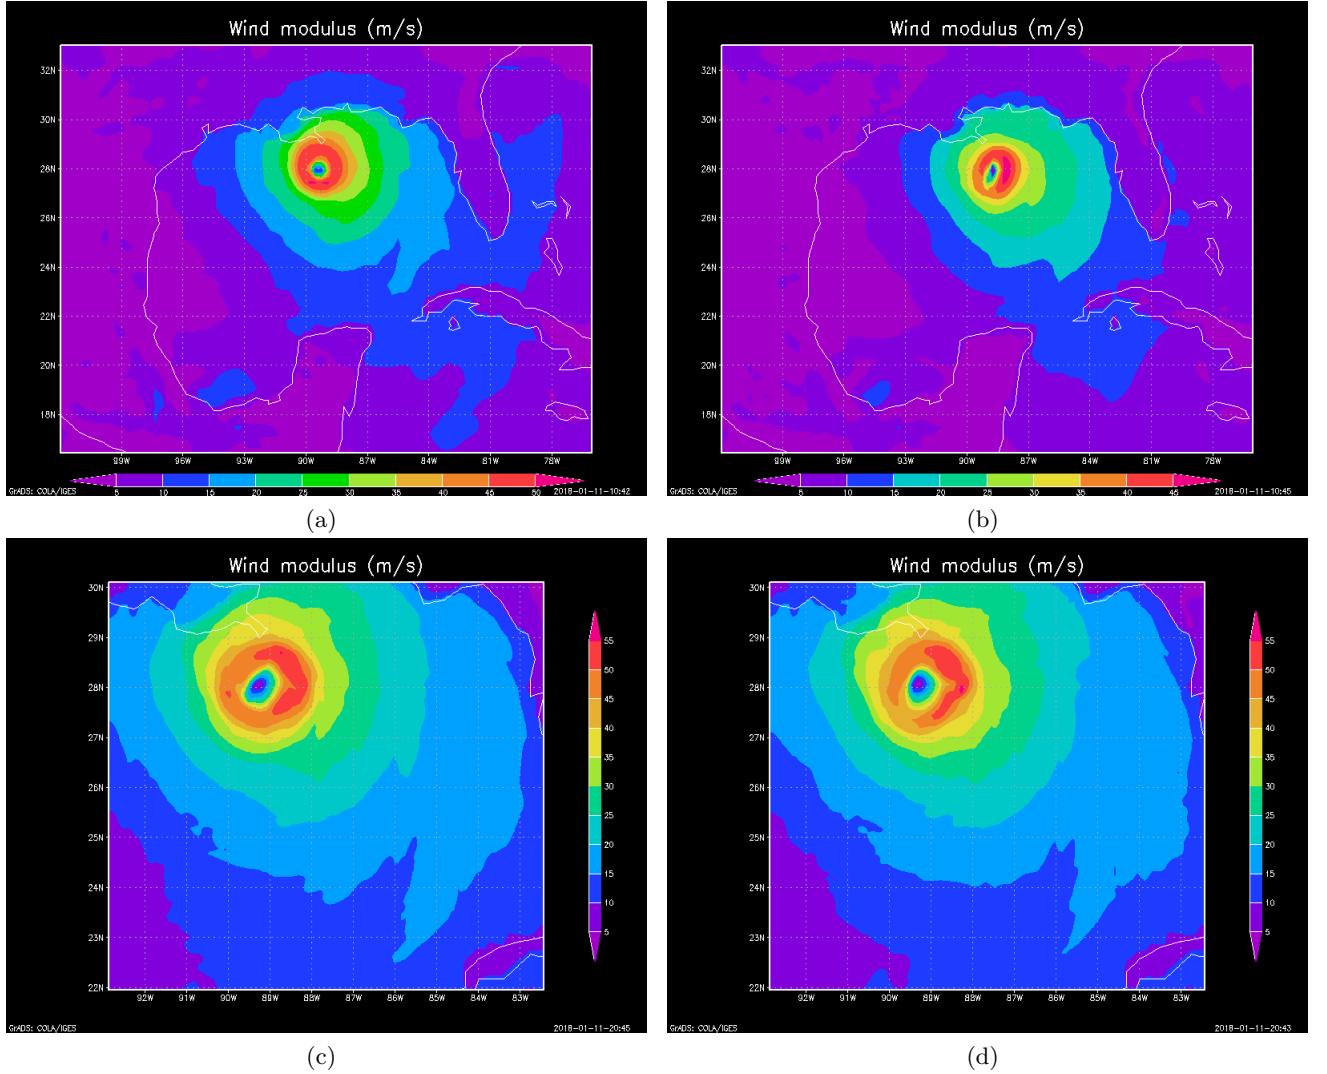 Wind modulus (m/s)
32N
30N
28N
26N
24N
22N
20N
18N
99W 96W 93W 90W 87W 84W 81W 78W
5 10 15 20 25 30 35 40 45 50
GrADS: COLA/IGES 2018-01-11-10:42
(a)
Wind modulus (m/s)
32N
30N
28N
26N
24N
22N
20N
18N
99W 96W 93W 90W 87W 84W 81W 78W
5 10 15 20 25 30 35 40 45
GrADS: COLA/IGES 2018-01-11-10:45
(b)
Wind modulus (m/s)
30N
29N
28N
27N
26N
25N
24N
23N
22N
92W 91W 90W 89W 88W 87W 86W 85W 84W 83W
55
50
45
40
35
30
25
20
15
10
5
GrADS: COLA/IGES 2018-01-11-20:45
(c)
Wind modulus (m/s)
30N
29N
28N
27N
26N
25N
24N
23N
22N
92W 91W 90W 89W 88W 87W 86W 85W 84W 83W
55
50
45
40
35
30
25
20
15
10
5
GrADS: COLA/IGES 2018-01-11-20:43
(d)